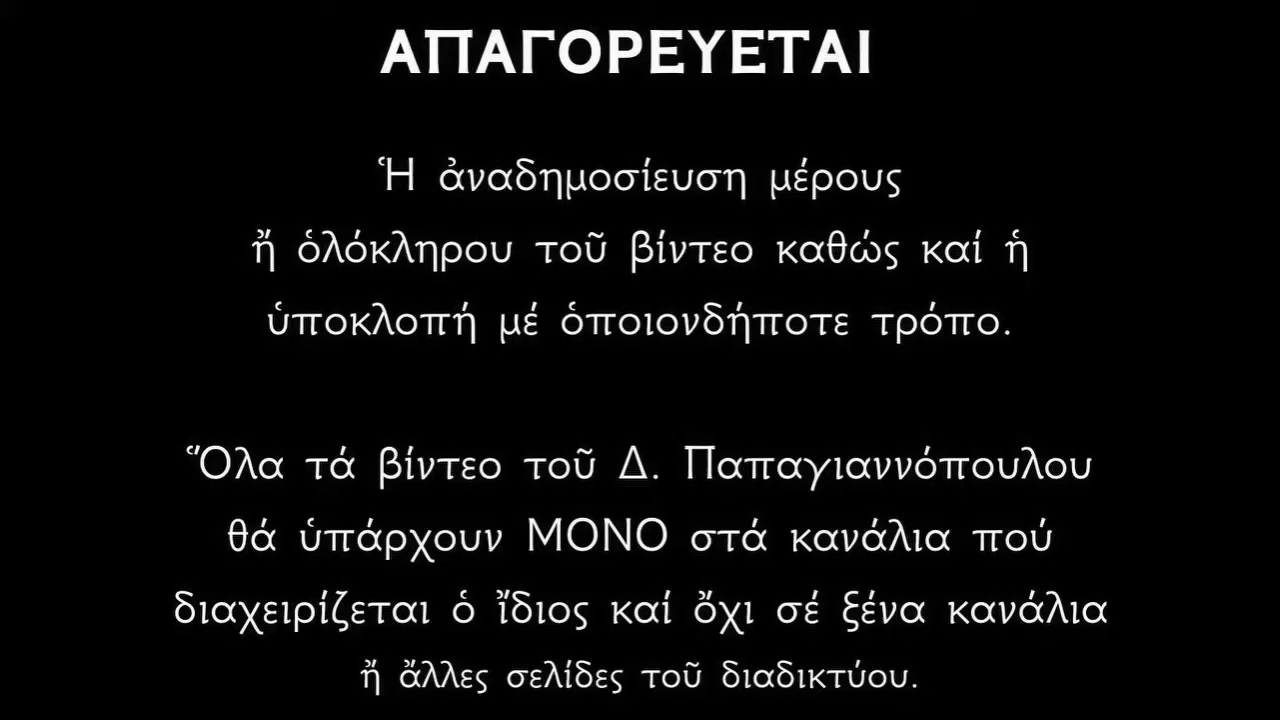 ΑΠΑΓΟΡΕΥΕΤΑΙ
Ἡ ἀναδημοσίευση μέρους
ἤ ὁλόκληρου τοῦ βίντεο καθώς καί ἡ
ὑποκλοπή μέ ὁποιονδήποτε τρόπο.
Ὅλα τά βίντεο τοῦ Δ. Παπαγιαννόπουλου
θά ὑπάρχουν ΜΟΝΟ στά κανάλια πού
διαχειρίζεται ὁ ἴδιος καί ὄχι σέ ξένα κανάλια
ἤ ἄλλες σελίδες τοῦ διαδικτύου.